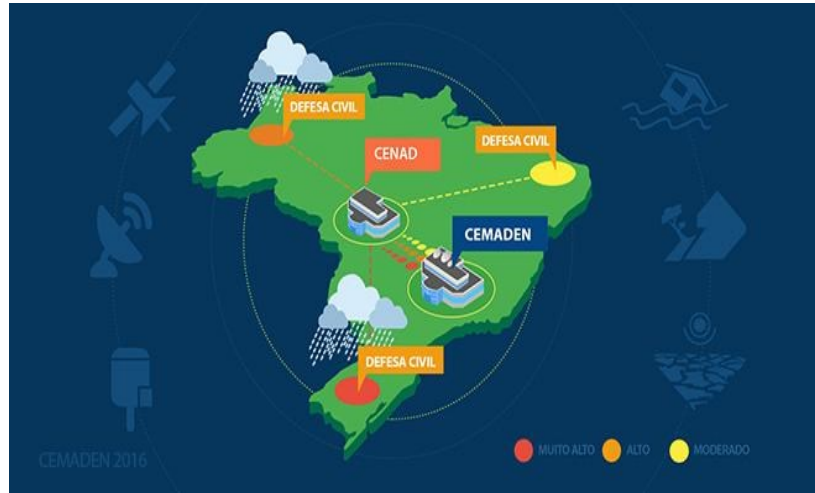 DEFESA CIVIL
CENAD
DEFESA CIVIL
CEMADEN
DEFESA CIVIL
MUITO ALTO
ALTO
MODERADO
CEMADEN 2016